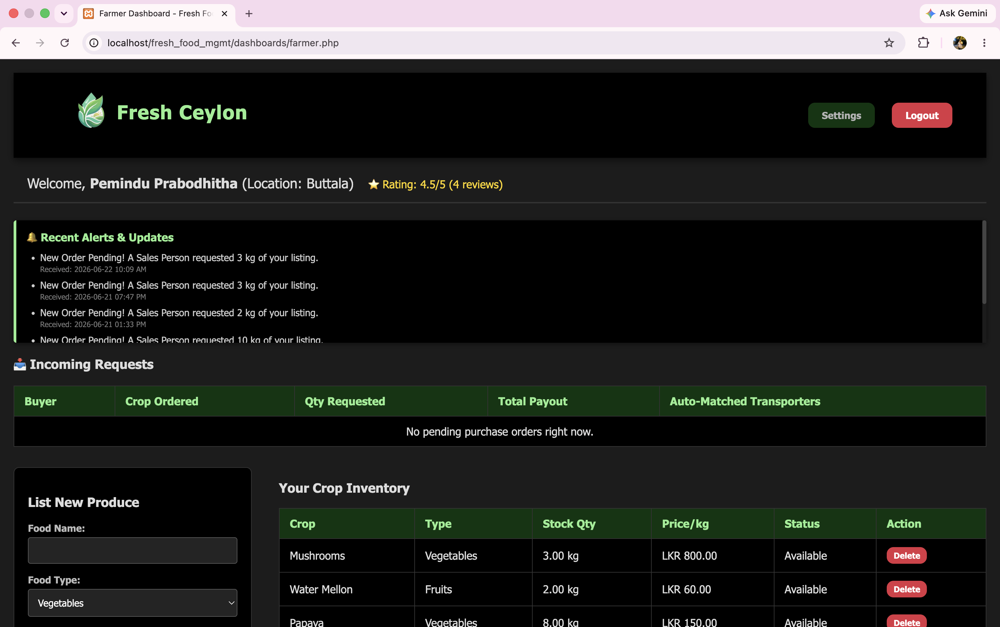 Farmer Dashboard - Fresh Fo
Ask Gemini
localhost/fresh_food_mgmt/dashboards/farmer.php
Fresh Ceylon
Settings
Logout
Welcome, Pemindu Prabodhitha (Location: Buttala) ⭐ Rating: 4.5/5 (4 reviews)
🔔 Recent Alerts & Updates
• New Order Pending! A Sales Person requested 3 kg of your listing.
Received: 2026-06-22 10:09 AM
• New Order Pending! A Sales Person requested 3 kg of your listing.
Received: 2026-06-21 07:47 PM
• New Order Pending! A Sales Person requested 2 kg of your listing.
Received: 2026-06-21 01:33 PM
• New Order Pending! A Sales Person requested 10 kg of your listing.
📥 Incoming Requests
Buyer Crop Ordered Qty Requested Total Payout Auto-Matched Transporters
No pending purchase orders right now.
List New Produce
Food Name:
Food Type:
Vegetables
Your Crop Inventory
Crop Type Stock Qty Price/kg Status Action
Mushrooms Vegetables 3.00 kg LKR 800.00 Available Delete
Water Mellon Fruits 2.00 kg LKR 60.00 Available Delete
Papaya Vegetables 8.00 kg LKR 150.00 Available Delete